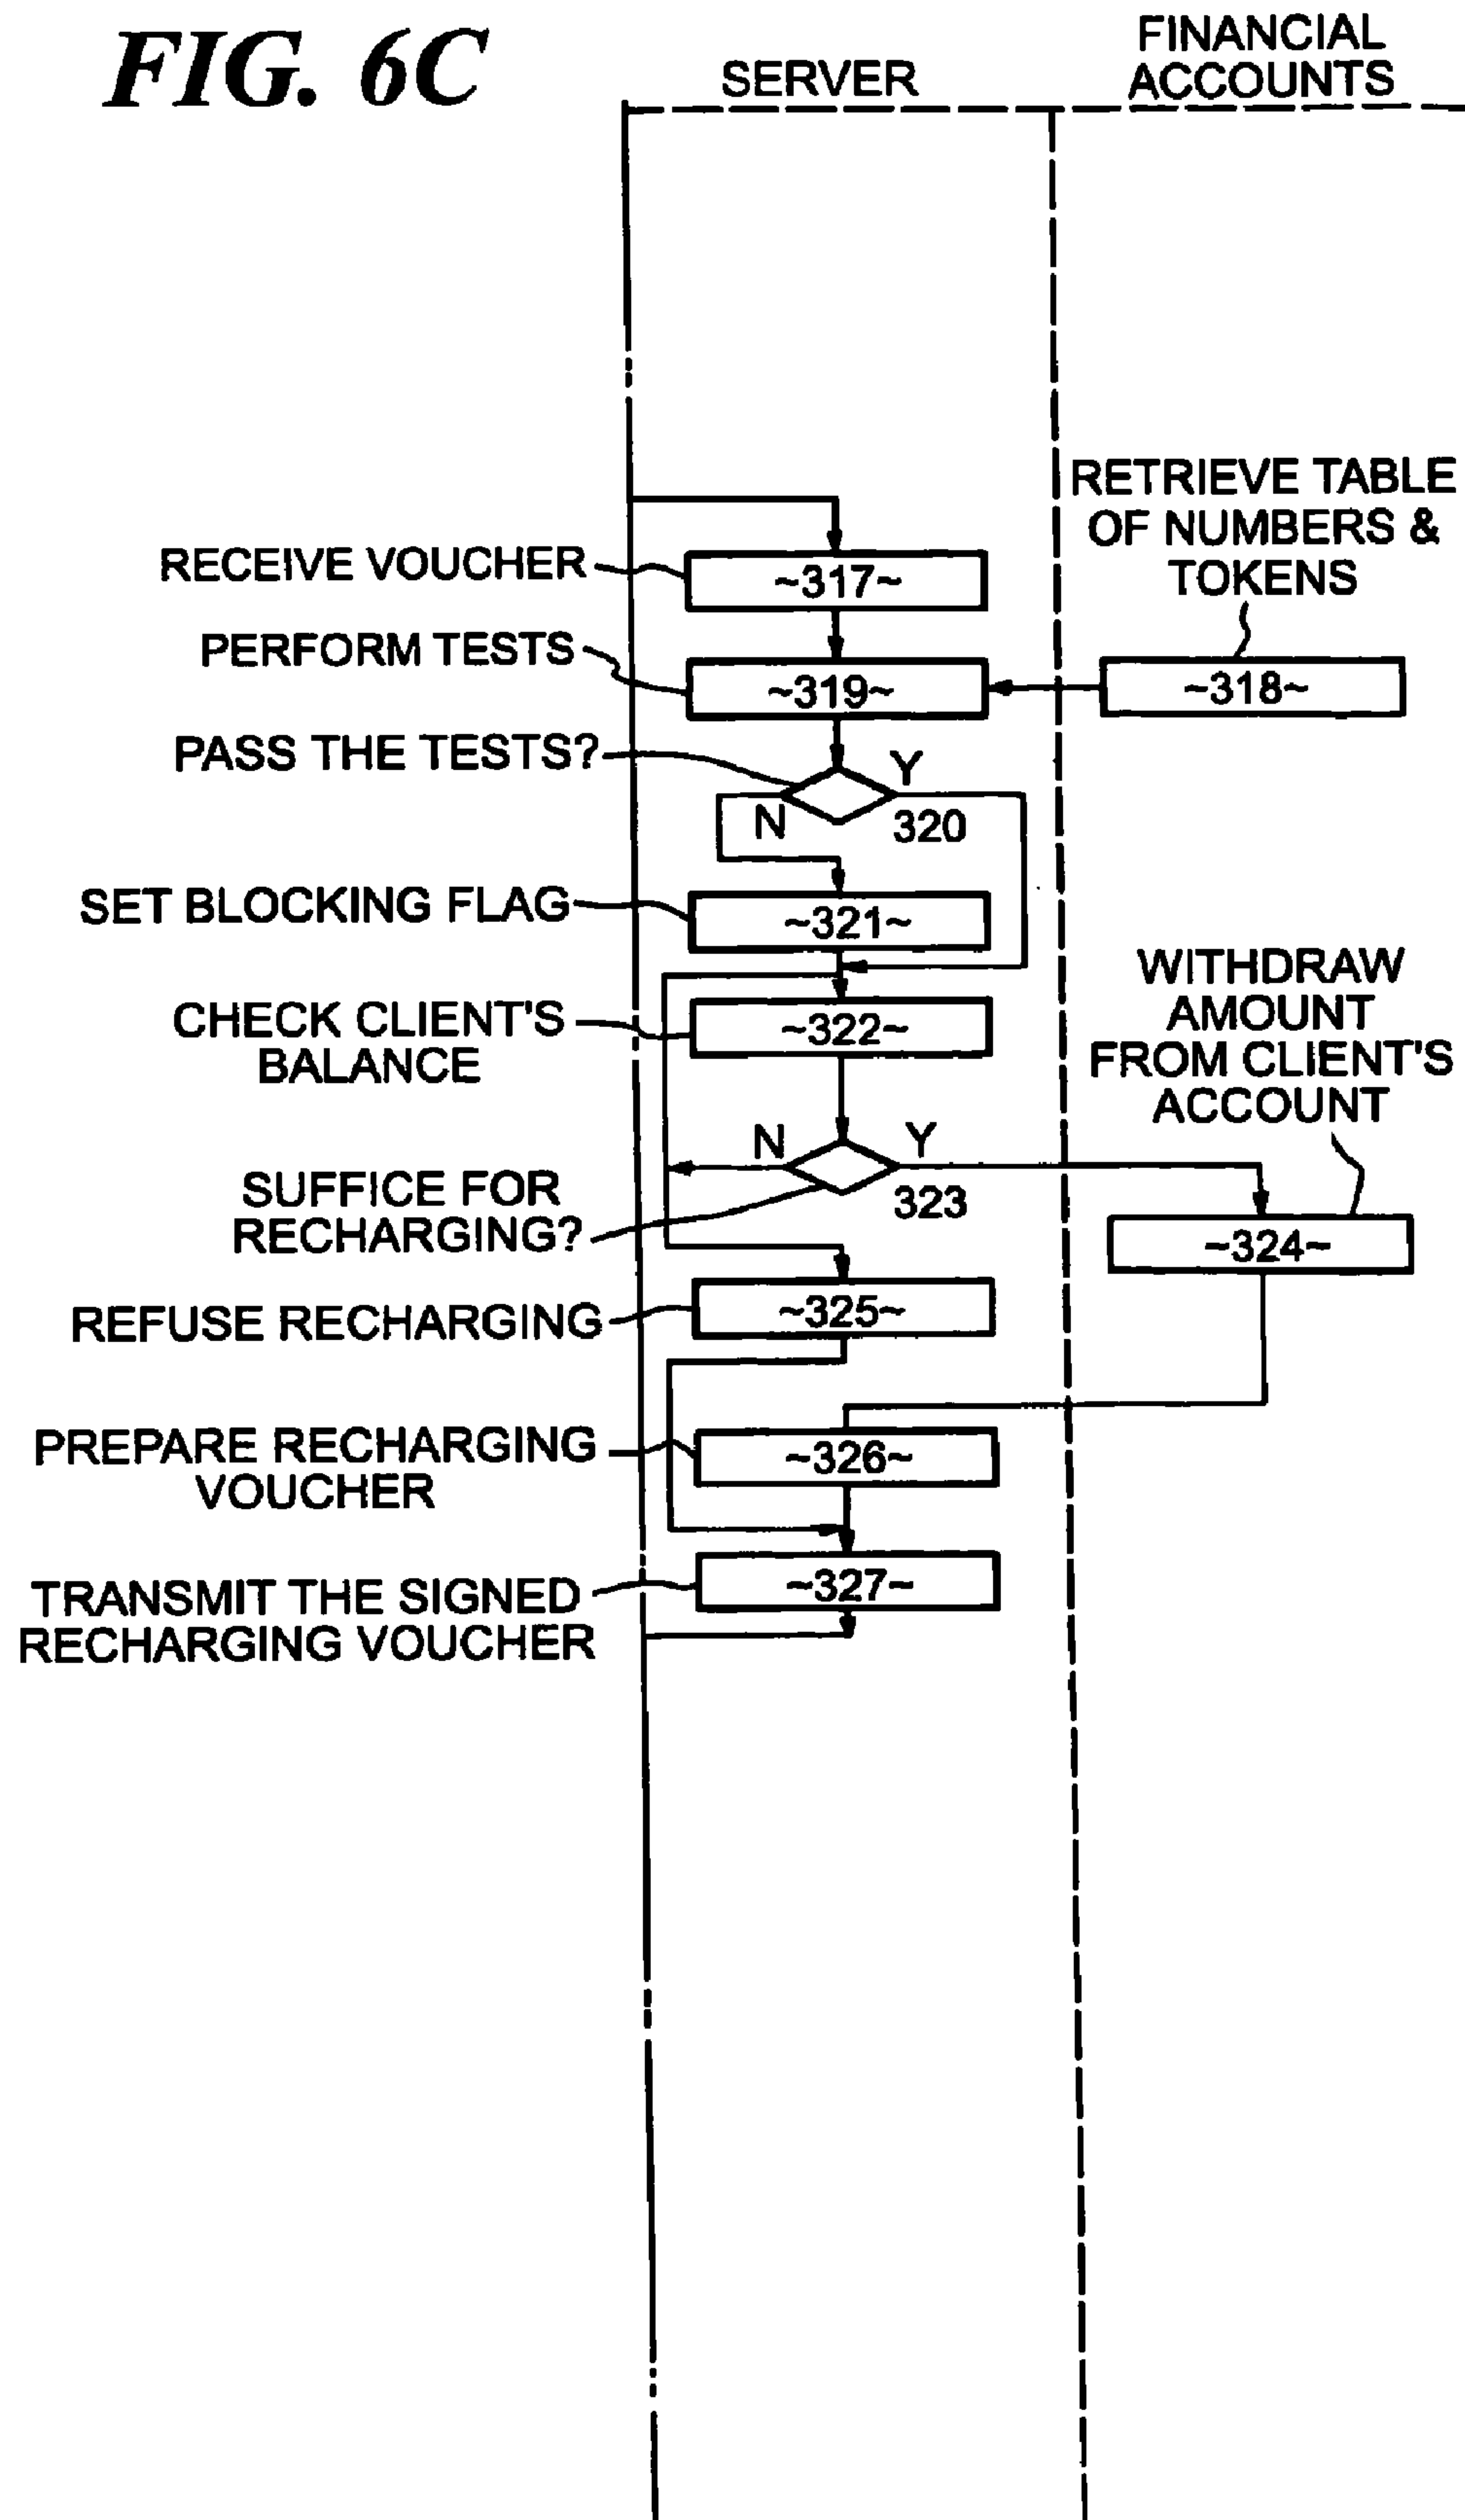 FIG. 6C
SERVER
FINANCIAL
ACCOUNTS
RETRIEVE TABLE
OF NUMBERS &
TOKENS
RECEIVE VOUCHER
~317~
PERFORM TESTS
~319~
~318~
PASS THE TESTS?
Y
N
320
SET BLOCKING FLAG
~321~
WITHDRAW
AMOUNT
FROM CLIENT'S
ACCOUNT
CHECK CLIENT'S
BALANCE
~322~
N
Y
SUFFICE FOR
RECHARGING?
323
~324~
REFUSE RECHARGING
~325~
PREPARE RECHARGING
VOUCHER
~326~
TRANSMIT THE SIGNED
RECHARGING VOUCHER
~327~